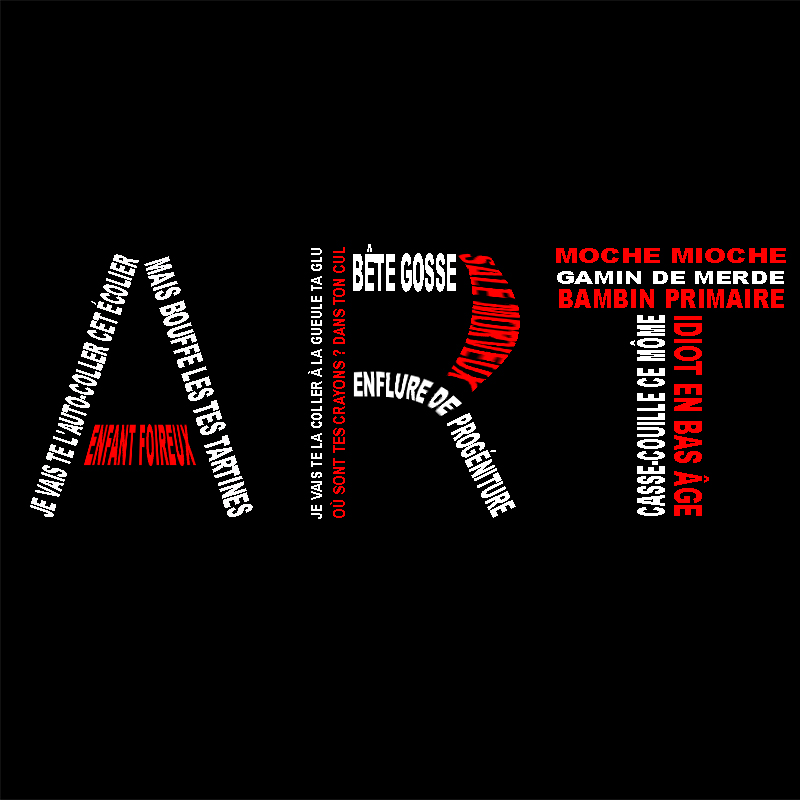 JE VAIS TE L'AUTO-COLLER CET ÉCOLIER
MAIS BOUFFE LES TES TARTINES
ENFANT FOIREUX
JE VAIS TE LA COLLER À LA GUEULE TA GLU
OÙ SONT TES CRAYONS ? DANS TON CUL
BÊTE GOSSE
SALE MORVEUX
ENFLURE DE PROGÉNITURE
MOCHE MIOCHE
GAMIN DE MERDE
BAMBIN PRIMAIRE
CASSE-COUILLE CE MÔME
IDIOT EN BAS ÂGE